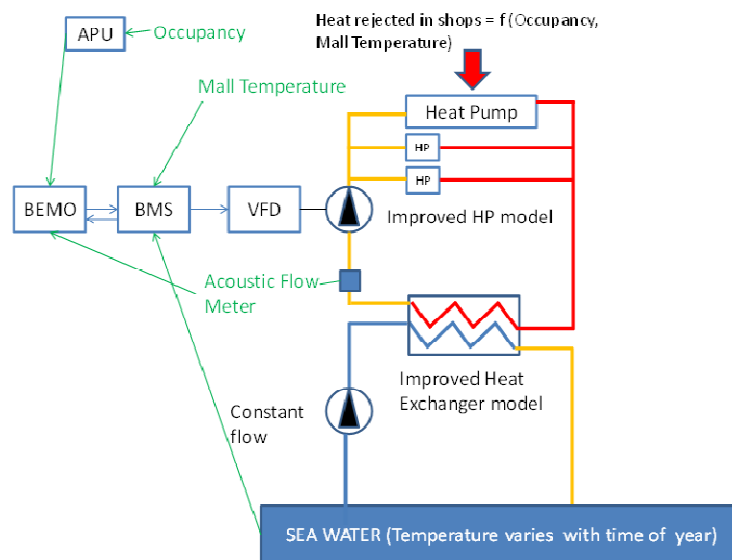 Heat rejected in shops = f (Occupancy,
Mall Temperature)
APU
Occupancy
Mall Temperature
Heat Pump
HP
HP
BEMO
BMS
VFD
Improved HP model
Acoustic Flow
Meter
Improved Heat
Exchanger model
Constant
flow
SEA WATER (Temperature varies with time of year)